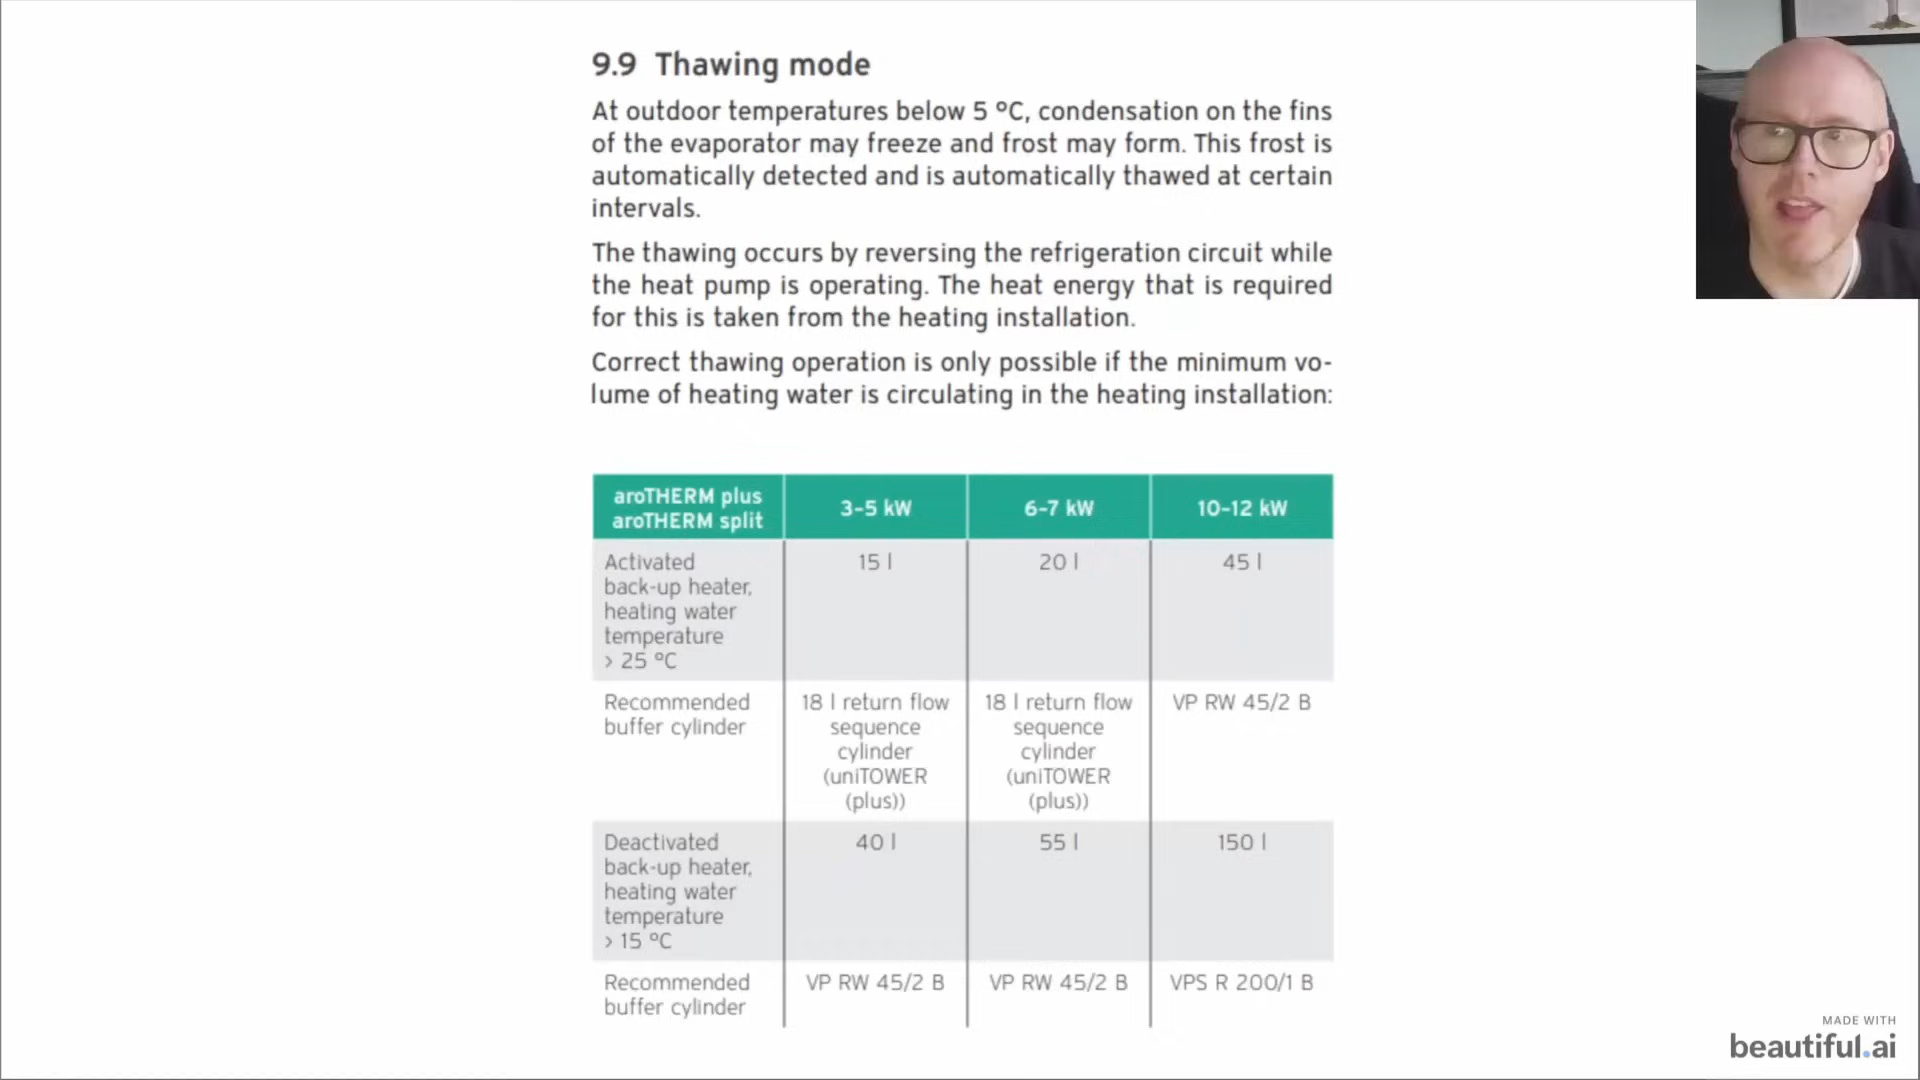 9.9 Thawing mode
At outdoor temperatures below 5 °C, condensation on the fins
of the evaporator may freeze and frost may form. This frost is
automatically detected and is automatically thawed at certain
intervals.
The thawing occurs by reversing the refrigeration circuit while
the heat pump is operating. The heat energy that is required
for this is taken from the heating installation.
Correct thawing operation is only possible if the minimum vo-
lume of heating water is circulating in the heating installation:
aroTHERM plus
aroTHERM split
3-5 kW
6-7 kW
10-12 kW
Activated
back-up heater,
heating water
temperature
> 25 °C
15 l
20 l
45 l
Recommended
buffer cylinder
18 l return flow
sequence
cylinder
(uniTOWER
(plus))
18 l return flow
sequence
cylinder
(uniTOWER
(plus))
VP RW 45/2 B
Deactivated
back-up heater,
heating water
temperature
> 15 °C
40 l
55 l
150 l
Recommended
buffer cylinder
VP RW 45/2 B
VP RW 45/2 B
VPS R 200/1 B
MADE WITH
beautiful.ai